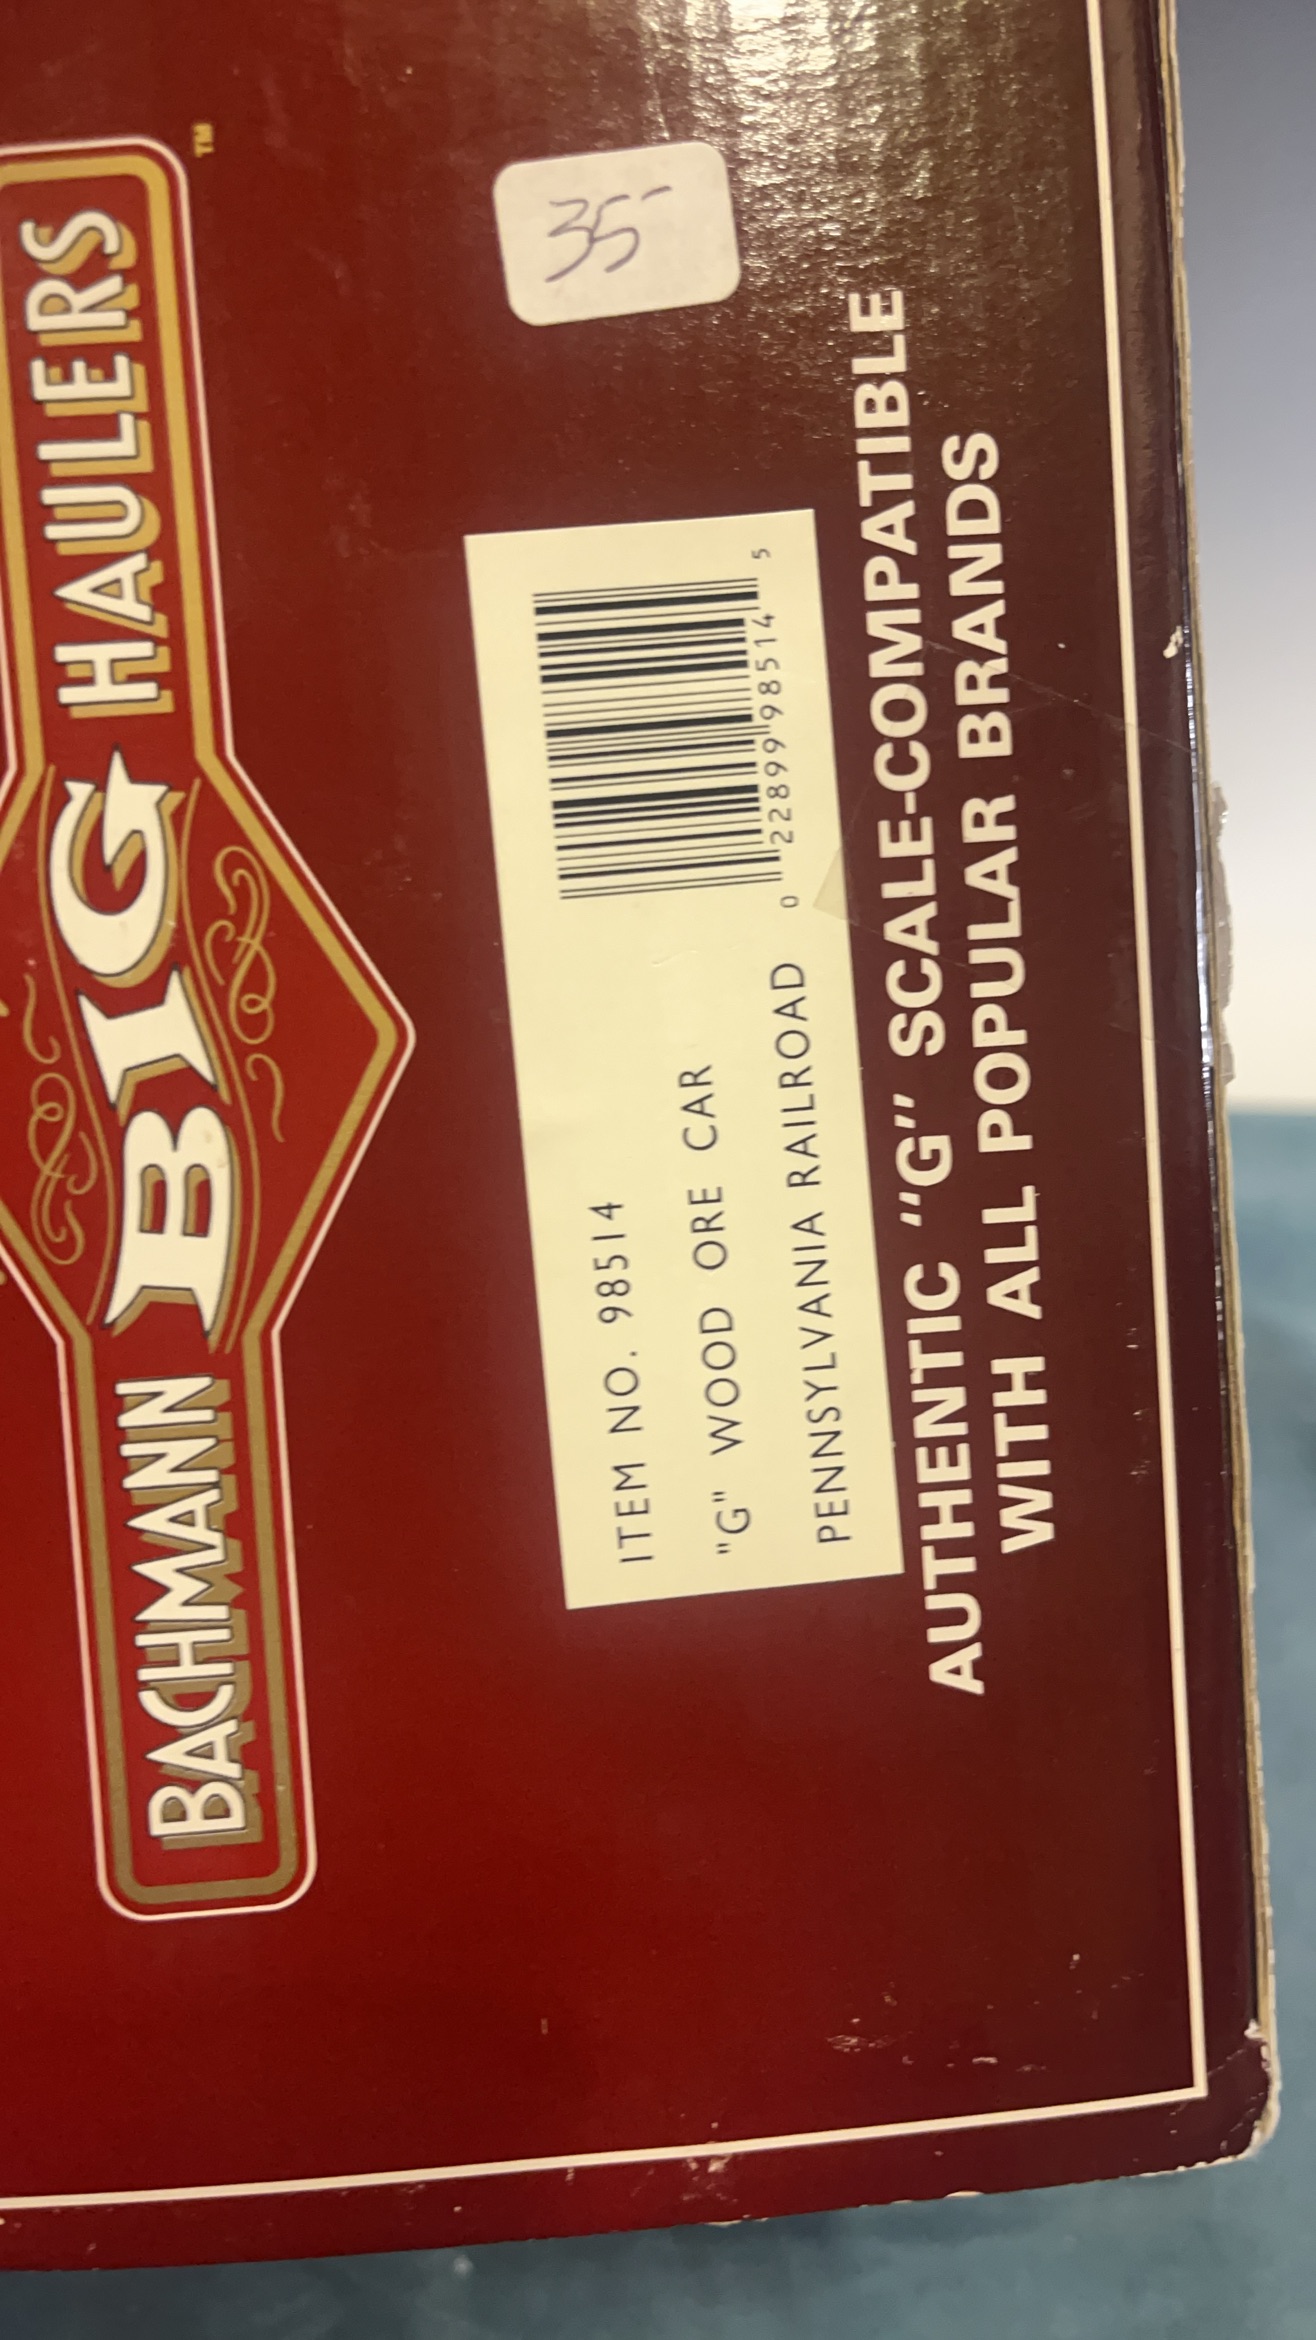 BACHMANN BIG HAULERS
TM
35-
ITEM NO. 98514
"G" WOOD ORE CAR
PENNSYLVANIA RAILROAD
0 22899 98514 5
AUTHENTIC "G" SCALE-COMPATIBLE
WITH ALL POPULAR BRANDS